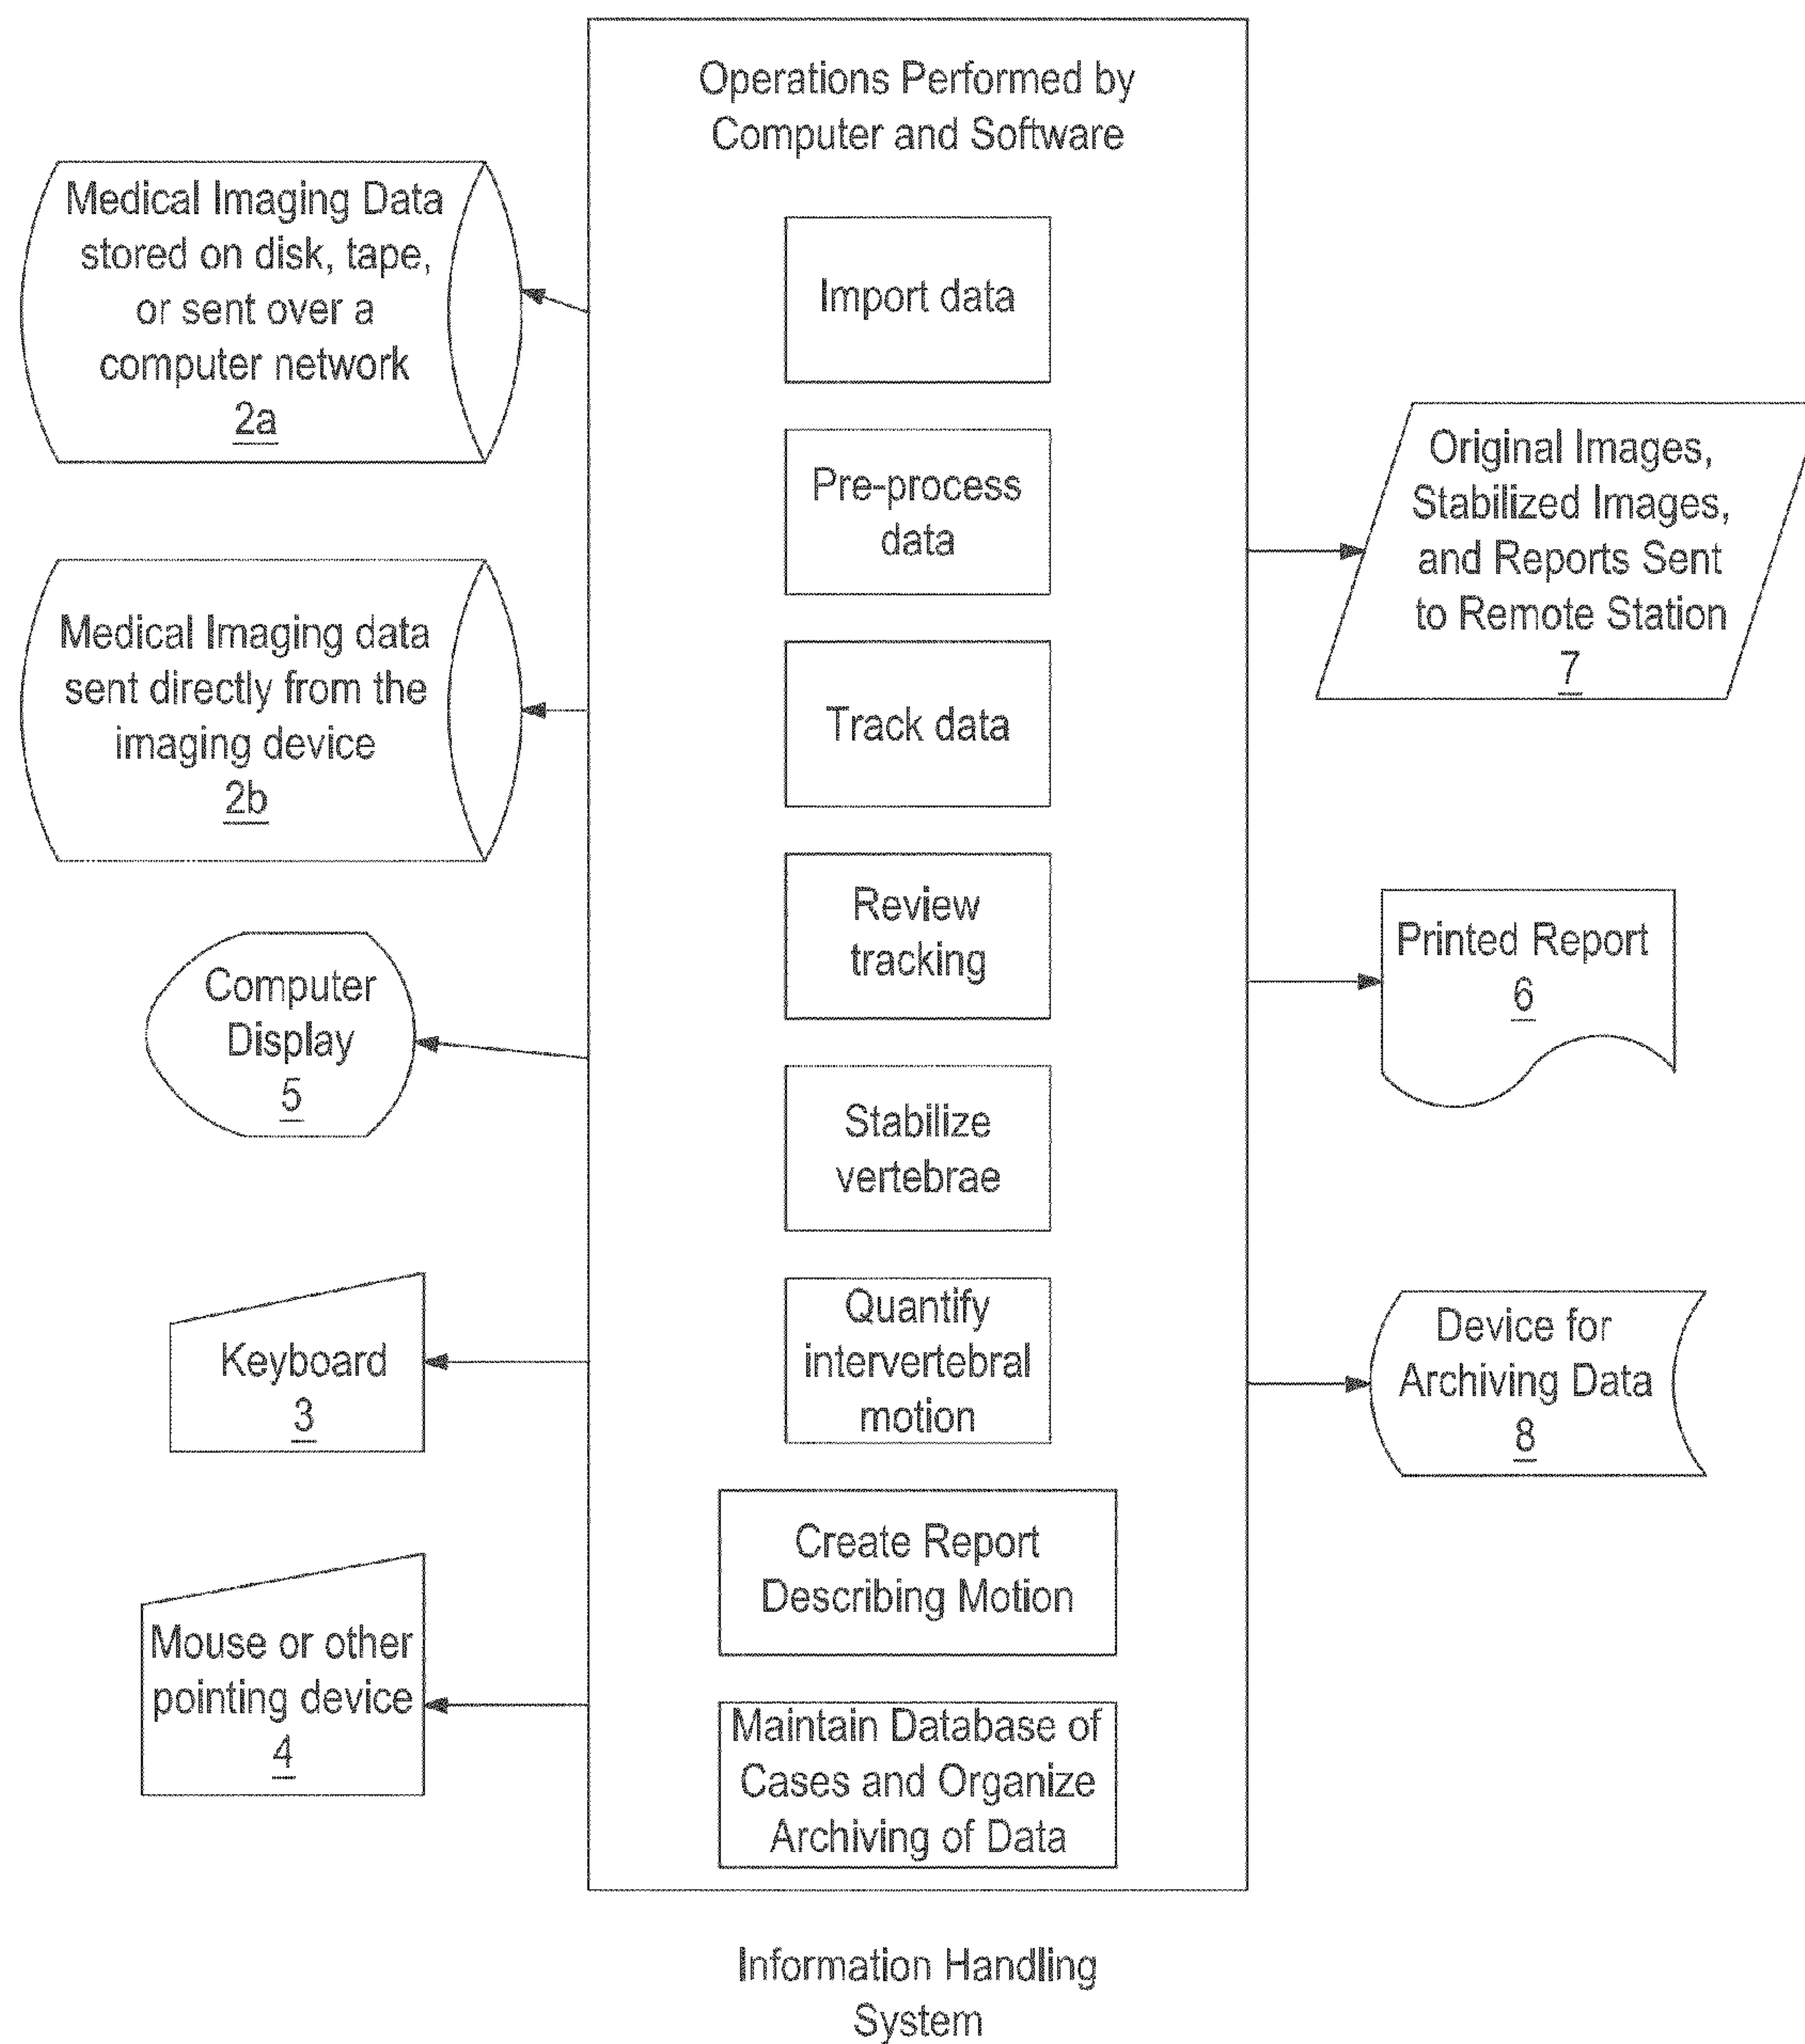 Operations Performed by
Computer and Software
Medical Imaging Data
stored on disk, tape,
or sent over a
computer network
2a
Medical Imaging data
sent directly from the
imaging device
2b
Computer
Display
5
Keyboard
3
Mouse or other
pointing device
4
Import data
Pre-process
data
Track data
Review
tracking
Stabilize
vertebrae
Quantify
intervertebral
motion
Create Report
Describing Motion
Maintain Database of
Cases and Organize
Archiving of Data
Original Images,
Stabilized Images,
and Reports Sent
to Remote Station
7
Printed Report
6
Device for
Archiving Data
8
Information Handling
System